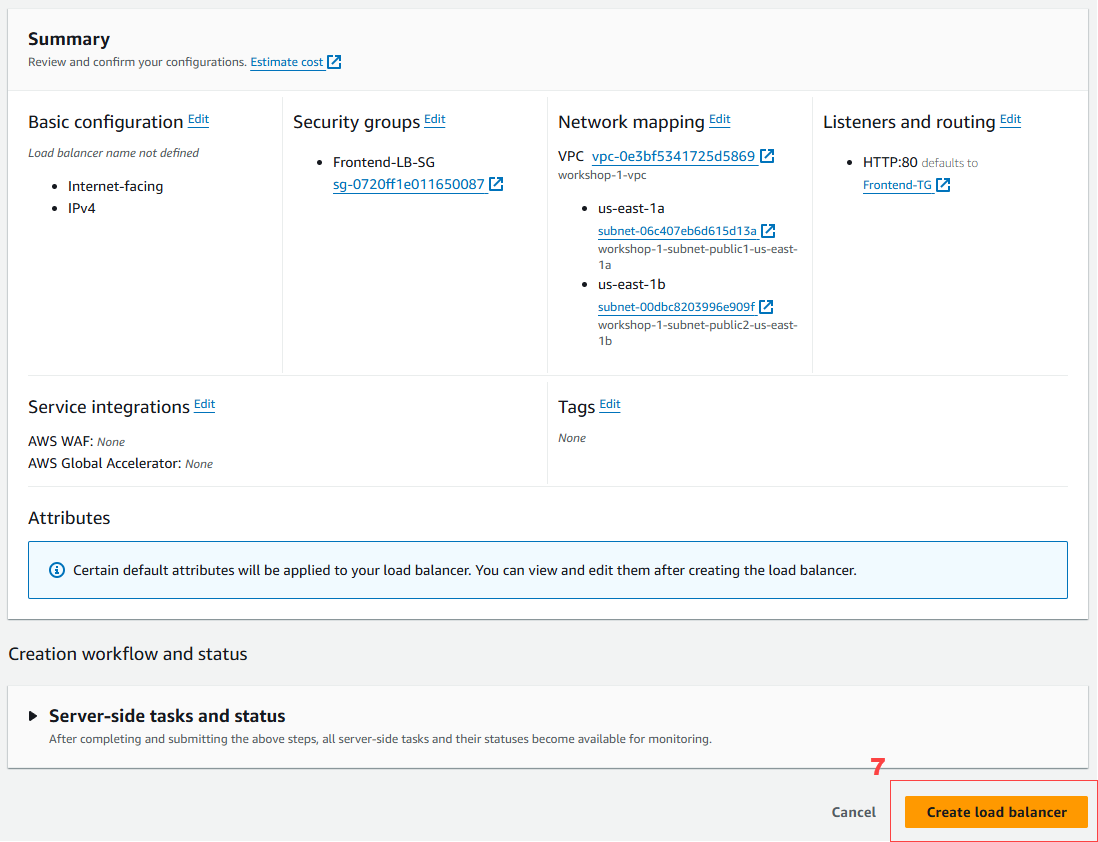 Summary
Review and confirm your configurations. Estimate cost
Basic configuration Edit
Load balancer name not defined
Internet-facing
IPv4
Security groups Edit
Frontend-LB-SG
sg-0720ff1e011650087
Network mapping Edit
VPC vpc-0e3bf5341725d5869
workshop-1-vpc
us-east-1a
subnet-06c407eb6d615d13a
workshop-1-subnet-public1-us-east-
1a
us-east-1b
subnet-00dbc8203996e909f
workshop-1-subnet-public2-us-east-
1b
Listeners and routing Edit
HTTP:80 defaults to
Frontend-TG
Service integrations Edit
AWS WAF: None
AWS Global Accelerator: None
Tags Edit
None
Attributes
Certain default attributes will be applied to your load balancer. You can view and edit them after creating the load balancer.
Creation workflow and status
Server-side tasks and status
After completing and submitting the above steps, all server-side tasks and their statuses become available for monitoring.
7
Cancel
Create load balancer